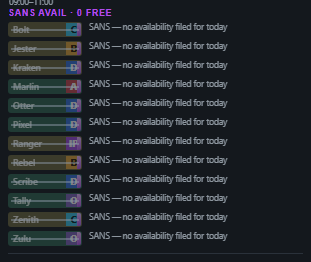 09:00–11:00
SANS AVAIL · 0 FREE
Bolt C SANS — no availability filed for today
Jester B SANS — no availability filed for today
Kraken D SANS — no availability filed for today
Marlin A SANS — no availability filed for today
Otter D SANS — no availability filed for today
Pixel D SANS — no availability filed for today
Ranger SANS — no availability filed for today
Rebel B SANS — no availability filed for today
Scribe D SANS — no availability filed for today
Tally SANS — no availability filed for today
Zenith C SANS — no availability filed for today
Zulu SANS — no availability filed for today